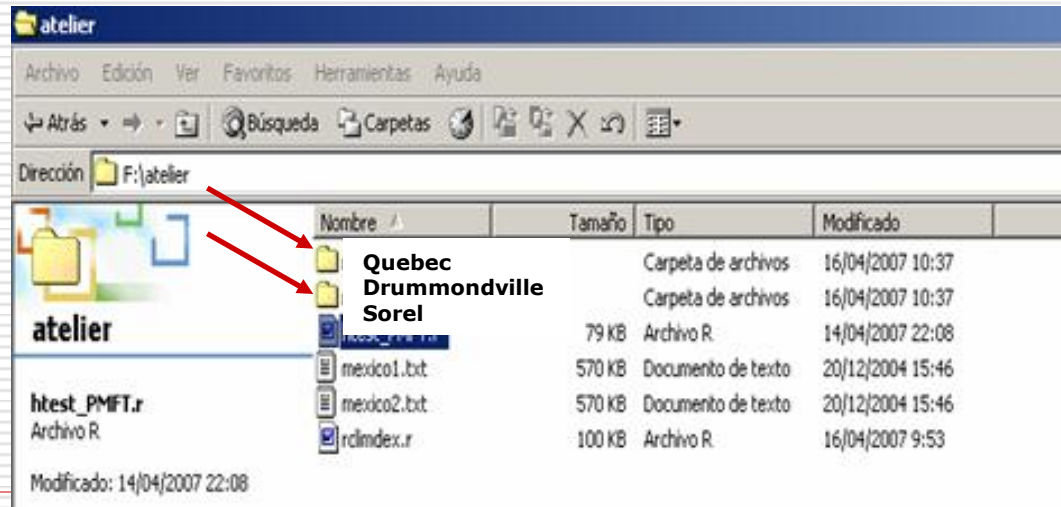 atelier
Archivo Edición Ver Favoritos Herramientas Ayuda
Atrás Búsqueda Carpetas
Dirección F:\atelier
Nombre Tamaño Tipo Modificado
Quebec Carpeta de archivos 16/04/2007 10:37
Drummondville Carpeta de archivos 16/04/2007 10:37
Sorel
atelier
79 KB Archivo R 14/04/2007 22:08
mexico1.txt 570 KB Documento de texto 20/12/2004 15:46
mexico2.txt 570 KB Documento de texto 20/12/2004 15:46
rclimdex.r 100 KB Archivo R 16/04/2007 9:53
htest_PMFT.r
Archivo R
Modificado: 14/04/2007 22:08